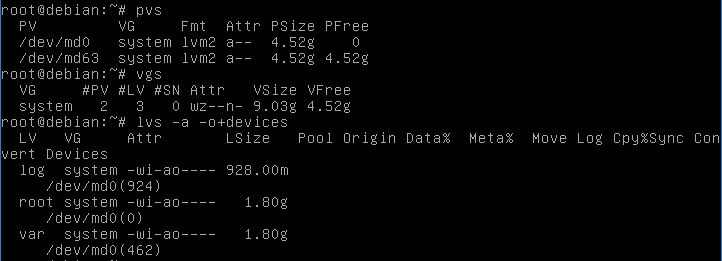 root@debian:~# pvs
  PV         VG     Fmt  Attr PSize PFree
  /dev/md0   system lvm2 a--  4.52g    0
  /dev/md63  system lvm2 a--  4.52g 4.52g
root@debian:~# vgs
  VG     #PV #LV #SN Attr   VSize VFree
  system   2   3   0 wz--n- 9.03g 4.52g
root@debian:~# lvs -a -o+devices
  LV   VG     Attr       LSize   Pool Origin Data%  Meta%  Move Log Cpy%Sync Con
vert Devices
  log  system -wi-ao---- 928.00m
     /dev/md0(924)
  root system -wi-ao----   1.80g
     /dev/md0(0)
  var  system -wi-ao----   1.80g
     /dev/md0(462)